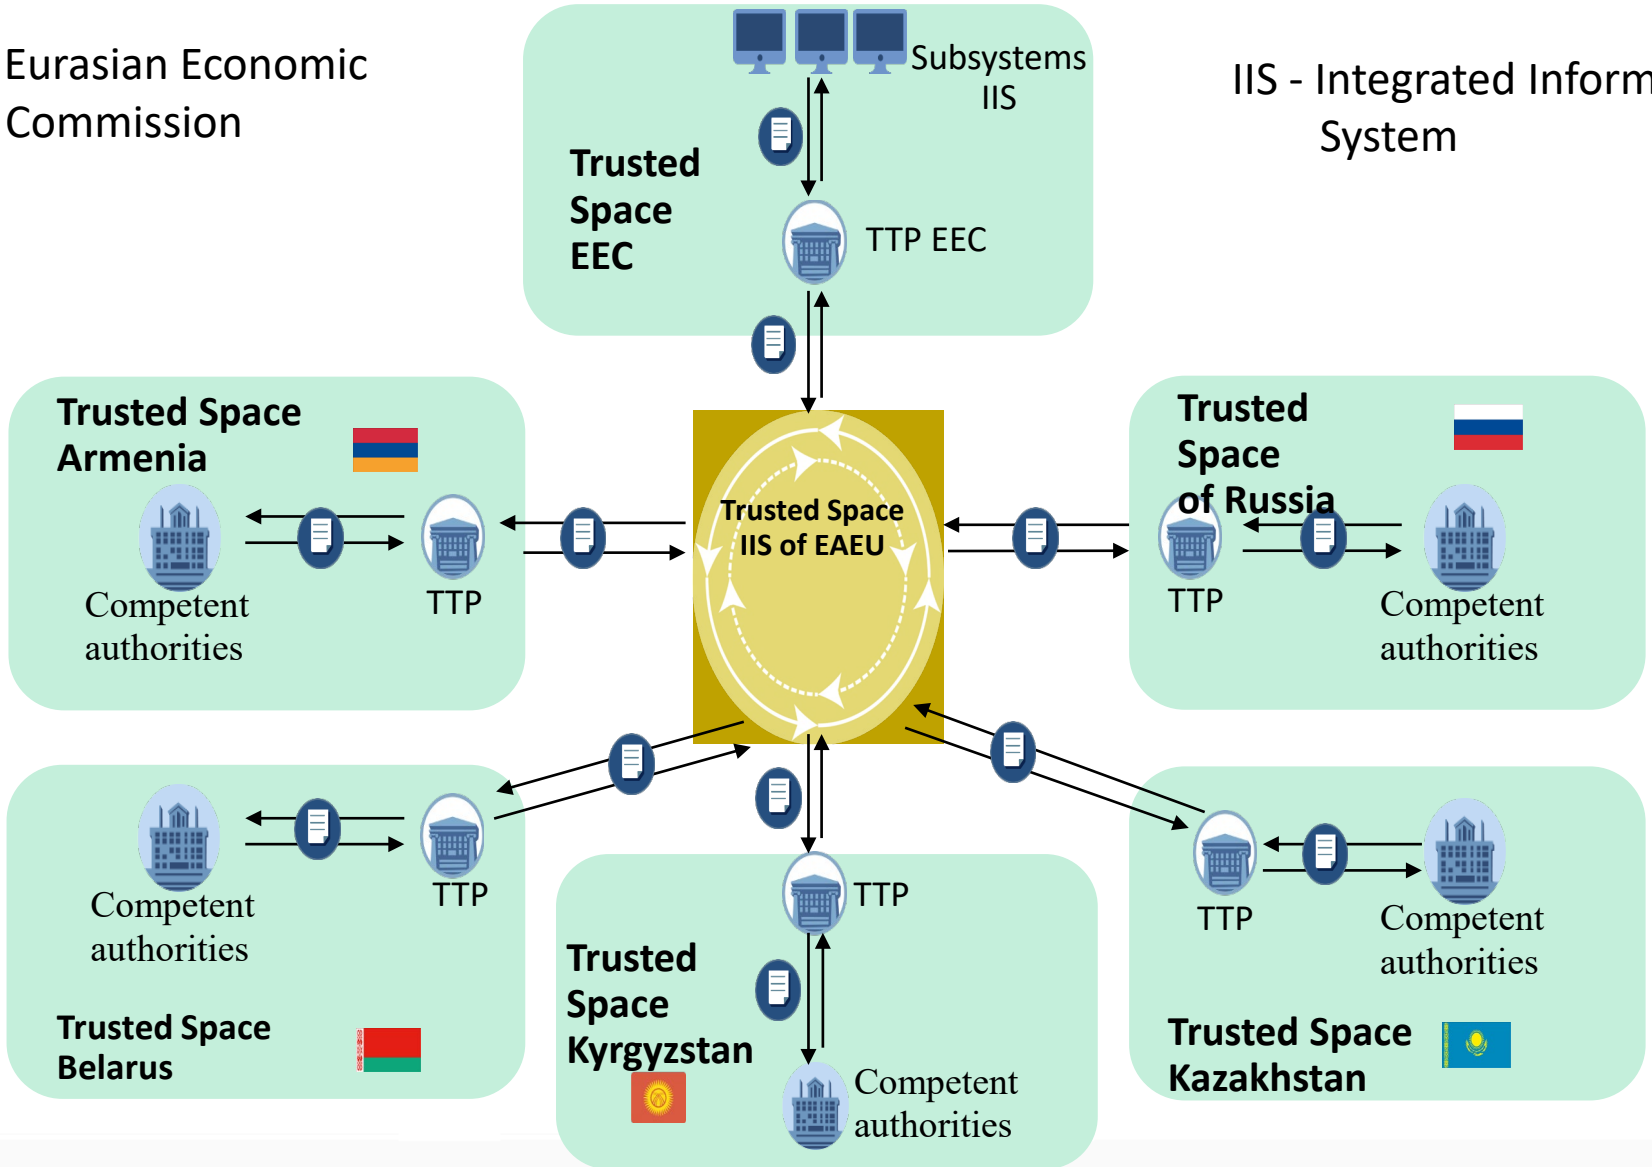 Eurasian Economic
Commission
Subsystems
IIS
IIS - Integrated Inform
System
Trusted
Space
EEC
TTP EEC
Trusted Space
Armenia
Competent
authorities
TTP
Trusted Space
IIS of EAEU
Trusted
Space
of Russia
TTP
Competent
authorities
Competent
authorities
TTP
Trusted Space
Belarus
TTP
Trusted
Space
Kyrgyzstan
Competent
authorities
TTP
Competent
authorities
Trusted Space
Kazakhstan